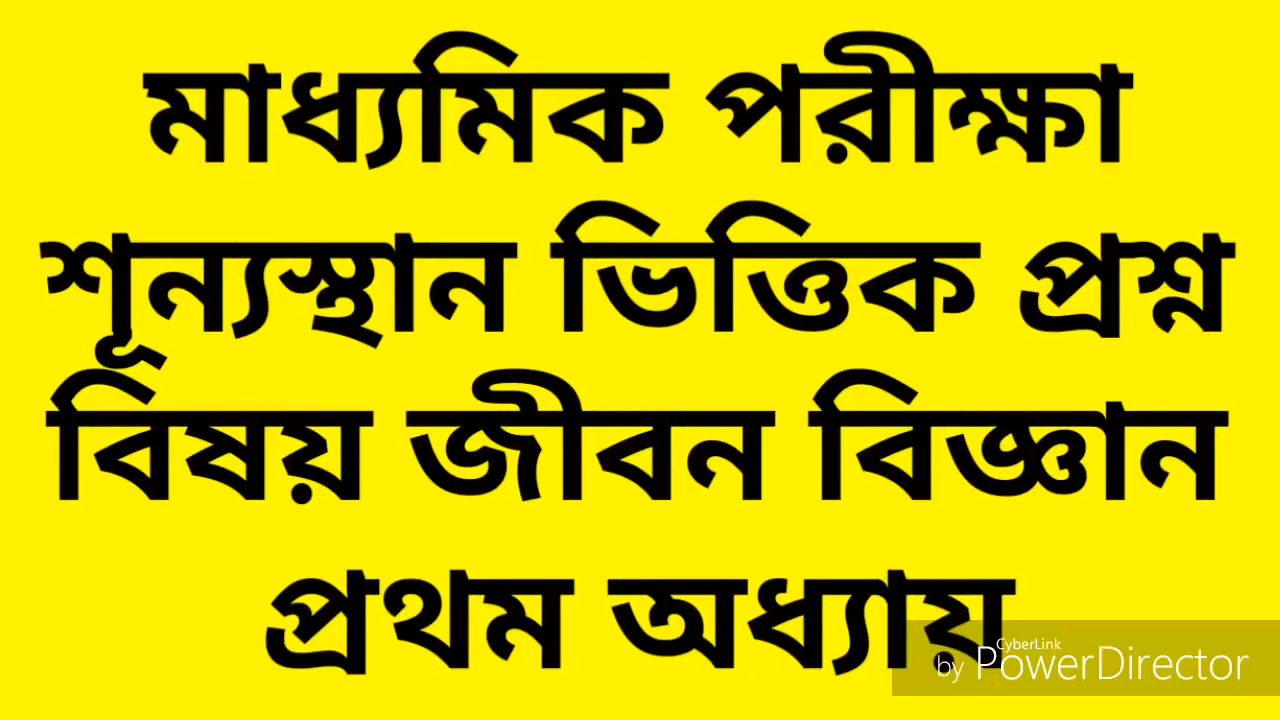 মাধ্যমিক পরীক্ষা
শূন্যস্থান ভিত্তিক প্রশ্ন
বিষয় জীবন বিজ্ঞান
প্রথম অধ্যায়
CyberLink
by PowerDirector